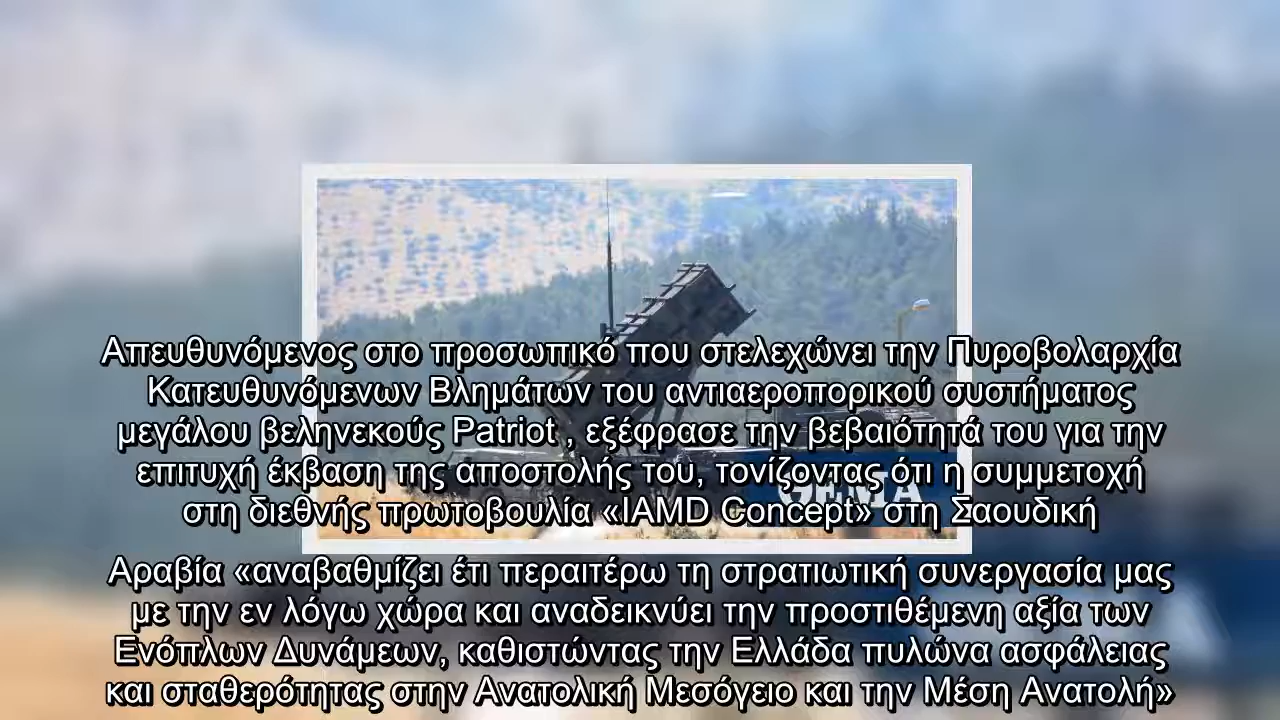 Απευθυνόμενος στο προσωπικό που στελεχώνει την Πυροβολαρχία
Κατευθυνόμενων Βλημάτων του αντιαεροπορικού συστήματος
μεγάλου βεληνεκούς Patriot , εξέφρασε την βεβαιότητά του για την
επιτυχή έκβαση της αποστολής του, τονίζοντας ότι η συμμετοχή
στη διεθνής πρωτοβουλία «IAMD Concept» στη Σαουδική
Αραβία «αναβαθμίζει έτι περαιτέρω τη στρατιωτική συνεργασία μας
με την εν λόγω χώρα και αναδεικνύει την προστιθέμενη αξία των
Ενόπλων Δυνάμεων, καθιστώντας την Ελλάδα πυλώνα ασφάλειας
και σταθερότητας στην Ανατολική Μεσόγειο και την Μέση Ανατολή»